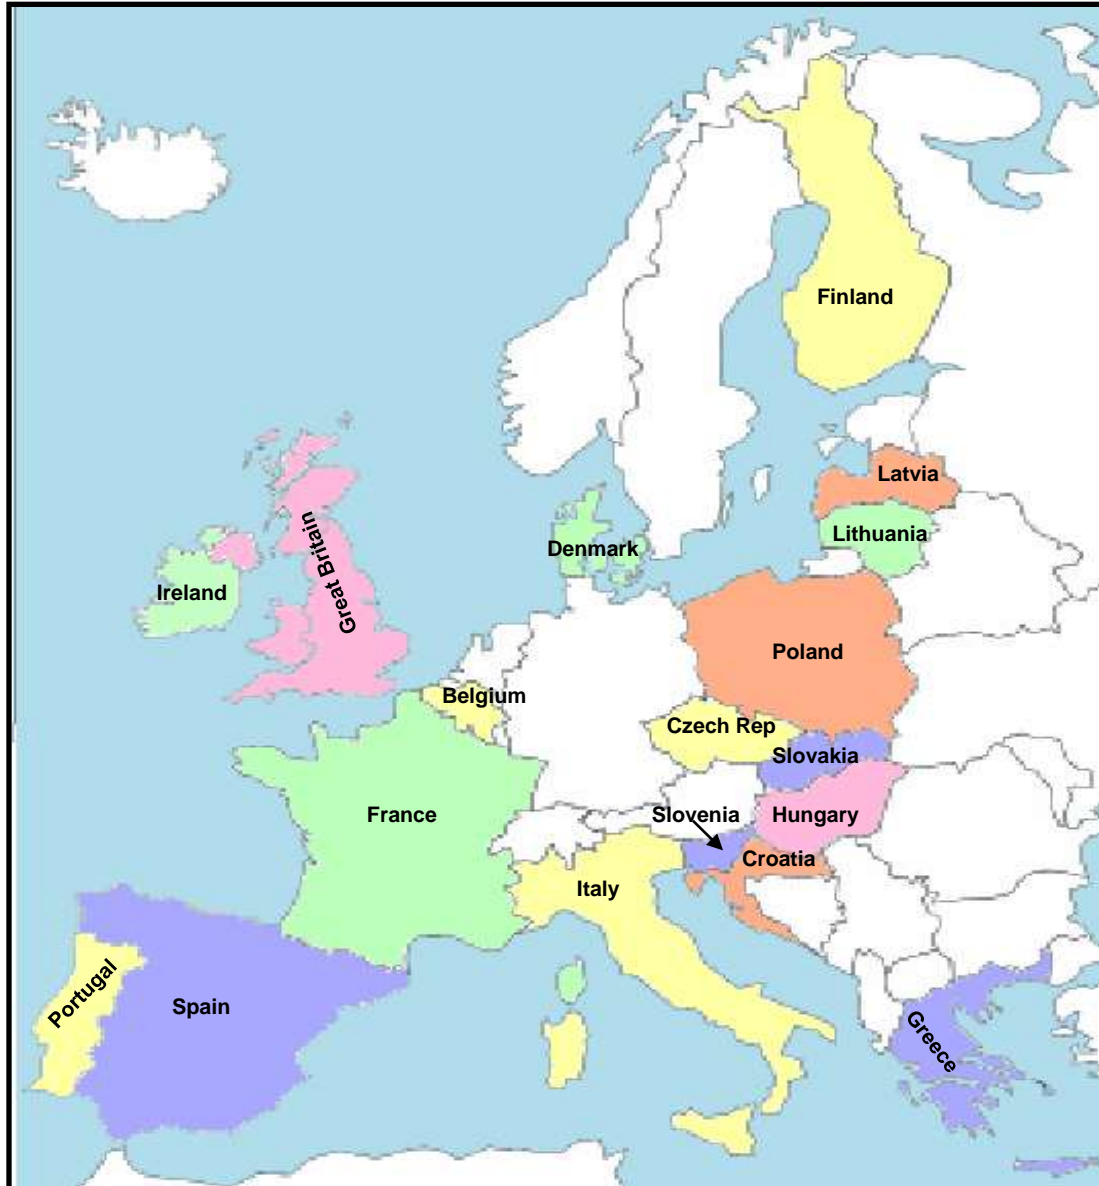 Finland
Latvia
Lithuania
Denmark
Great Britain
Ireland
Poland
Belgium
Czech Rep
Slovakia
France
Slovenia
Hungary
Croatia
Italy
Portugal
Spain
Greece